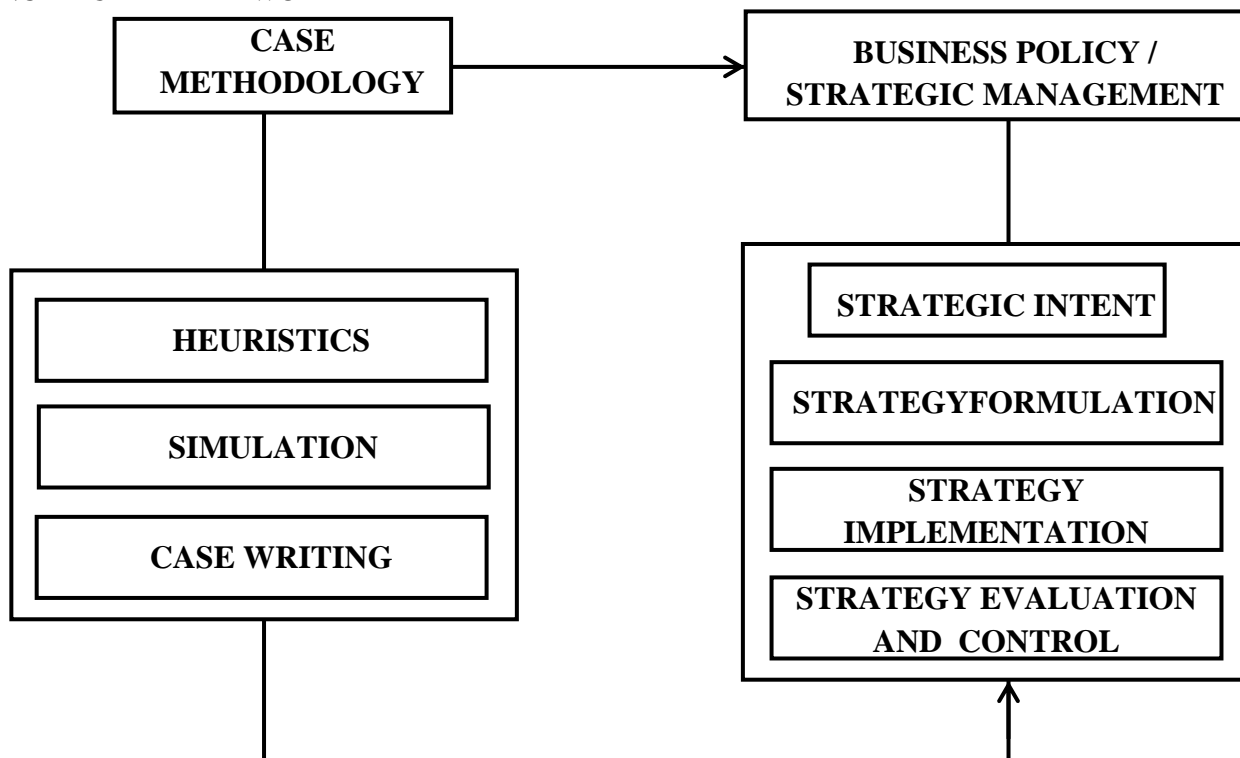 CASE
METHODOLOGY
BUSINESS POLICY /
STRATEGIC MANAGEMENT
HEURISTICS
SIMULATION
CASE WRITING
STRATEGIC INTENT
STRATEGYFORMULATION
STRATEGY
IMPLEMENTATION
STRATEGY EVALUATION
AND CONTROL